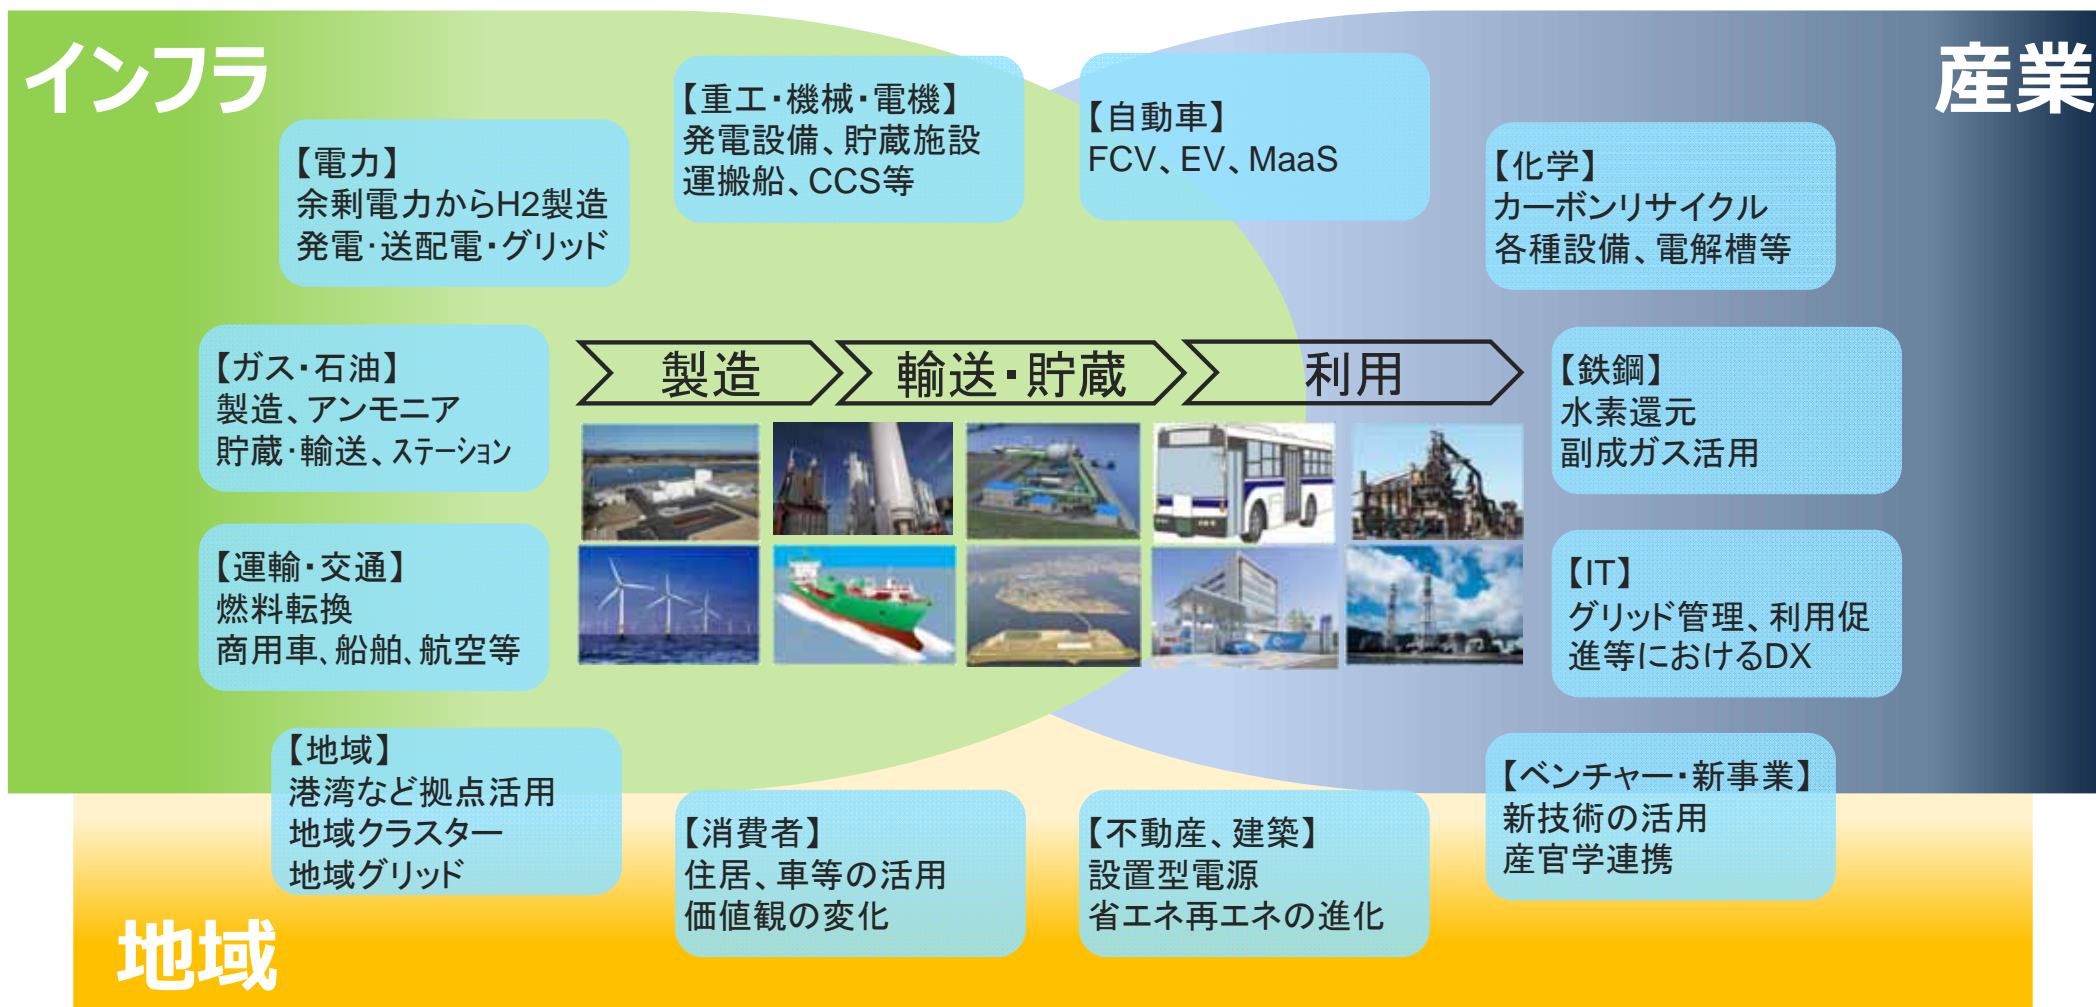 インフラ
産業
【重工・機械・電機】
発電設備、貯蔵施設
運搬船、CCS等
【自動車】
FCV、EV、MaaS
【電力】
余剰電力からH2製造
発電・送配電・グリッド
【化学】
カーボンリサイクル
各種設備、電解槽等
【ガス・石油】
製造、アンモニア
貯蔵・輸送、ステーション
製造
輸送・貯蔵
利用
【鉄鋼】
水素還元
副成ガス活用
【運輸・交通】
燃料転換
商用車、船舶、航空等
【IT】
グリッド管理、利用促
進等におけるDX
【地域】
港湾など拠点活用
地域クラスター
地域グリッド
【消費者】
住居、車等の活用
価値観の変化
【不動産、建築】
設置型電源
省エネ再エネの進化
【ベンチャー・新事業】
新技術の活用
産官学連携
地域